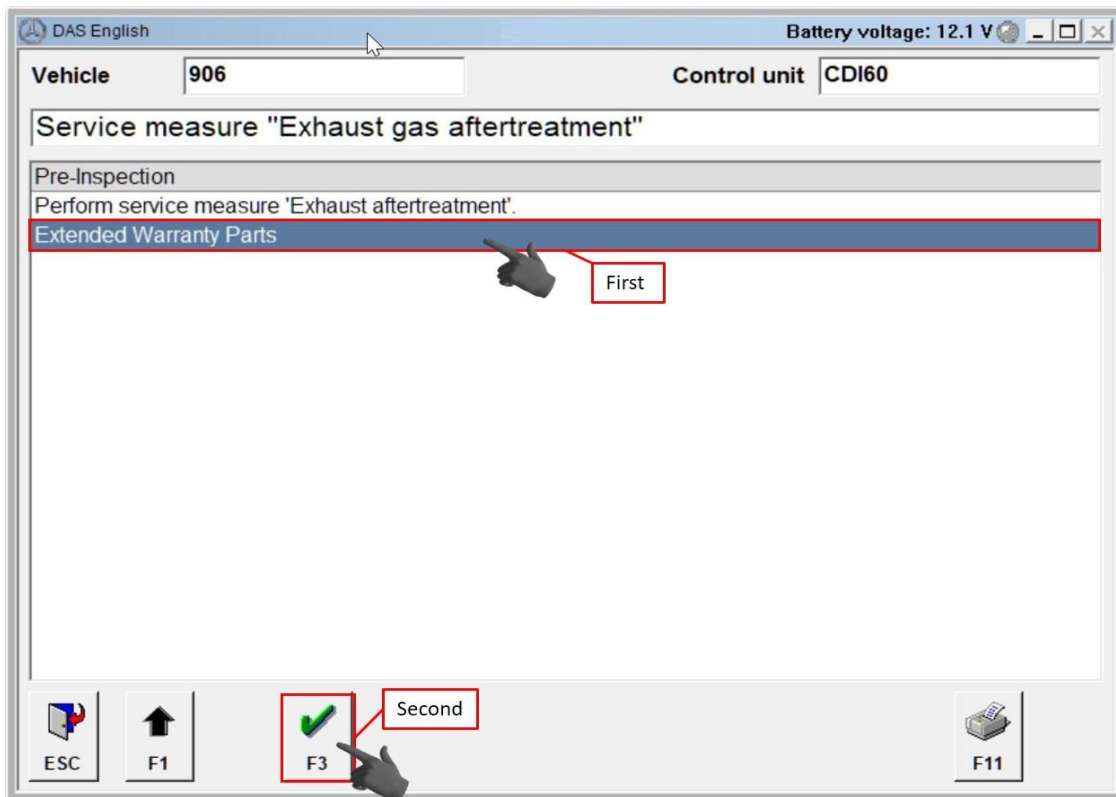 DAS English
Battery voltage: 12.1 V
Vehicle 906 Control unit CDI60
Service measure "Exhaust gas aftertreatment"
Pre-Inspection
Perform service measure 'Exhaust aftertreatment'.
Extended Warranty Parts
First
Second
ESC F1 F3 F11